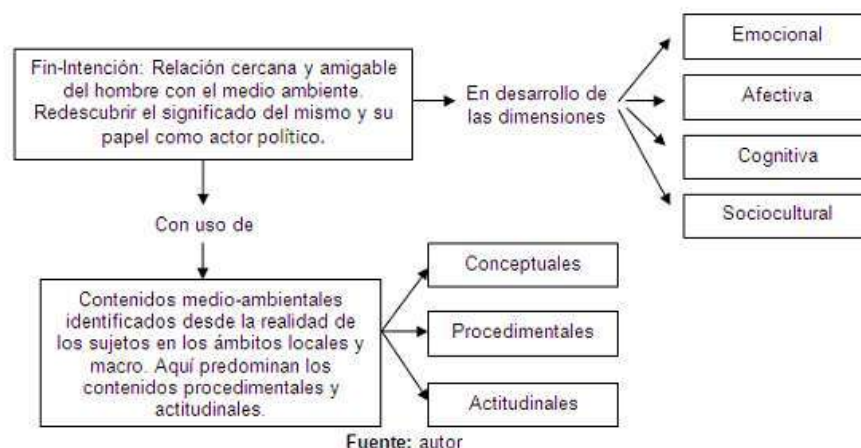 Fin-Intención: Relación cercana y amigable
del hombre con el medio ambiente.
Redescubrir el significado del mismo y su
papel como actor político.
En desarrollo de
las dimensiones
Emocional
Afectiva
Cognitiva
Sociocultural
Con uso de
Contenidos medio-ambientales
identificados desde la realidad de
los sujetos en los ámbitos locales y
macro. Aquí predominan los
contenidos procedimentales y
actitudinales.
Conceptuales
Procedimentales
Actitudinales
Fuente: autor